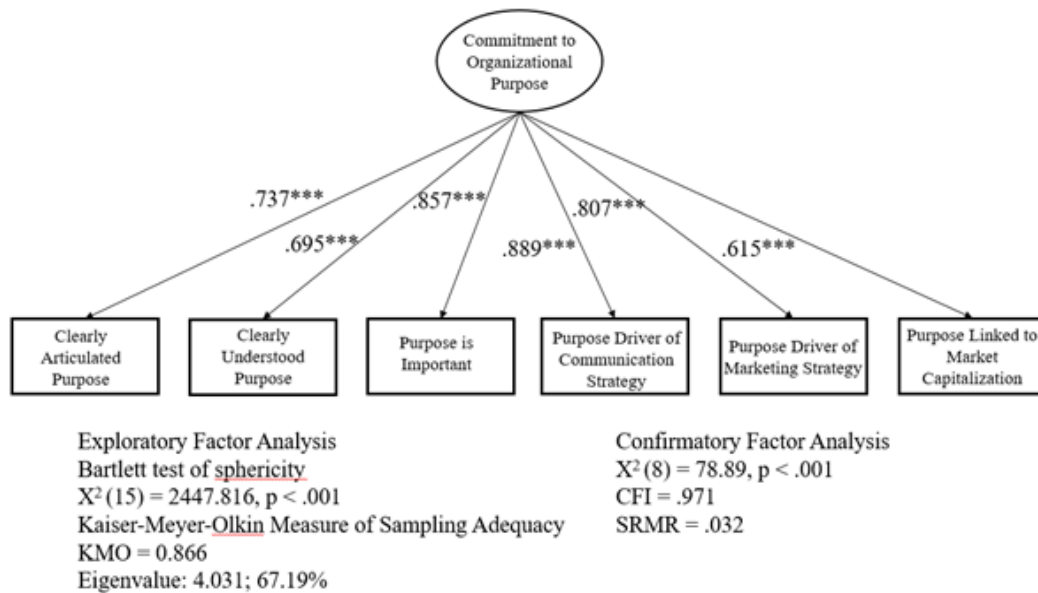 Commitment to
Organizational
Purpose
.737***
.857***
.807***
.695***
.889***
.615***
Clearly
Articulated
Purpose
Clearly
Understood
Purpose
Purpose is
Important
Purpose Driver of
Communication
Strategy
Purpose Driver of
Marketing Strategy
Purpose Linked to
Market
Capitalization
Exploratory Factor Analysis
Bartlett test of sphericity
X² (15) = 2447.816, p < .001
Kaiser-Meyer-Olkin Measure of Sampling Adequacy
KMO = 0.866
Eigenvalue: 4.031; 67.19%
Confirmatory Factor Analysis
X² (8) = 78.89, p < .001
CFI = .971
SRMR = .032